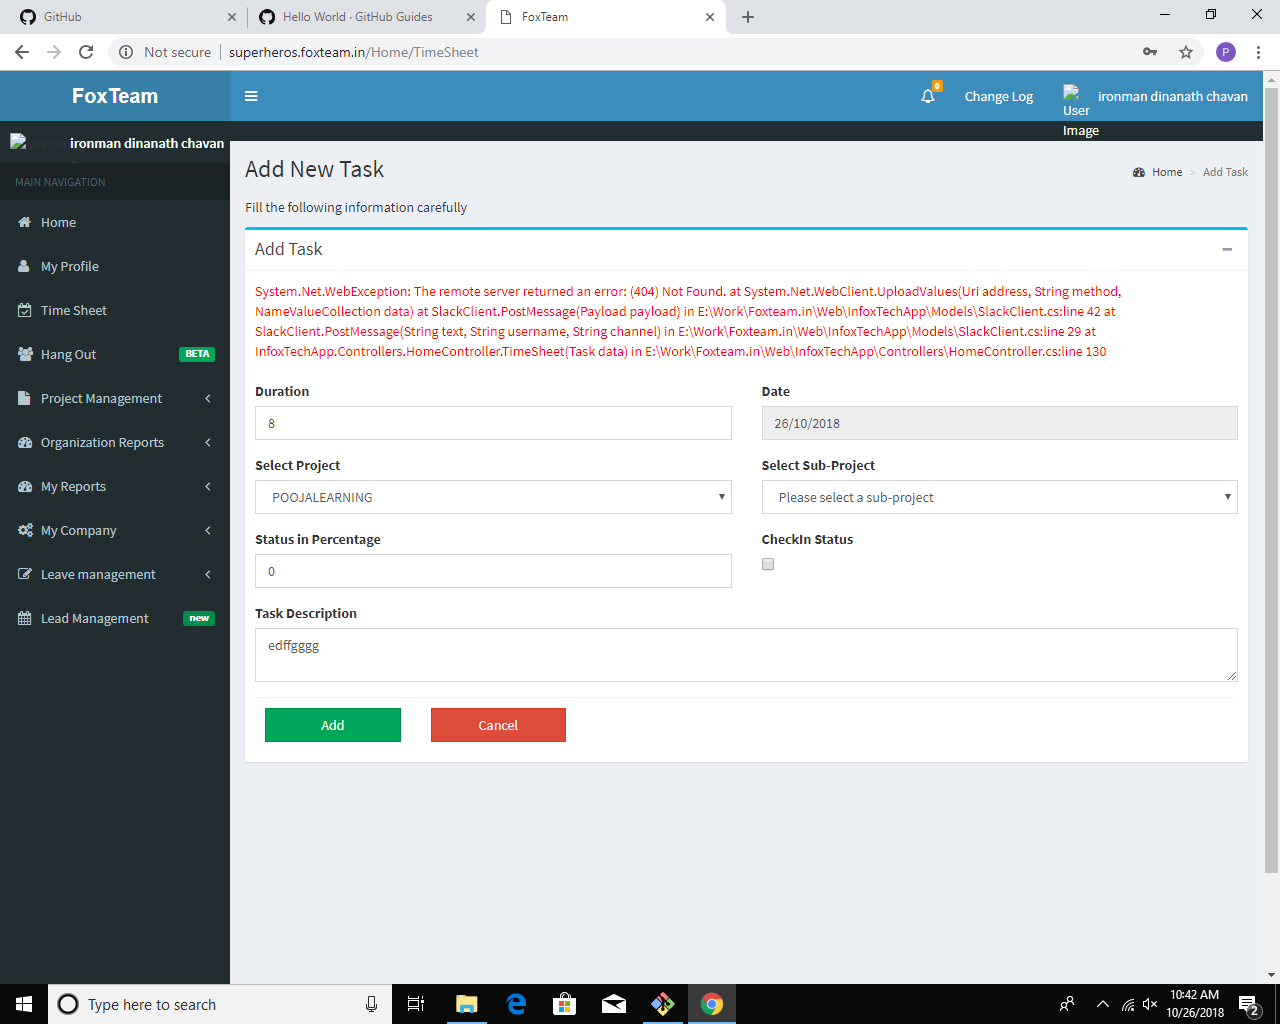 GitHub
Hello World · GitHub Guides
FoxTeam
Not secure
superheros.foxteam.in/Home/TimeSheet
P
FoxTeam
0
Change Log
User
Image
ironman dinanath chavan
ironman dinanath chavan
MAIN NAVIGATION
Home
My Profile
Time Sheet
Hang Out
BETA
Project Management
Organization Reports
My Reports
My Company
Leave management
Lead Management
new
Add New Task
Home > Add Task
Fill the following information carefully
Add Task
System.Net.WebException: The remote server returned an error: (404) Not Found. at System.Net.WebClient.UploadValues(Uri address, String method,
NameValueCollection data) at SlackClient.PostMessage(Payload payload) in E:\Work\Foxteam.in\Web\InfoxTechApp\Models\SlackClient.cs:line 42 at
SlackClient.PostMessage(String text, String username, String channel) in E:\Work\Foxteam.in\Web\InfoxTechApp\Models\SlackClient.cs:line 29 at
InfoxTechApp.Controllers.HomeController.TimeSheet(Task data) in E:\Work\Foxteam.in\Web\InfoxTechApp\Controllers\HomeController.cs:line 130
Duration
Date
8
26/10/2018
Select Project
Select Sub-Project
POOJALEARNING
Please select a sub-project
Status in Percentage
CheckIn Status
0
Task Description
edffgggg
Add
Cancel
Type here to search
10:42 AM
10/26/2018
2